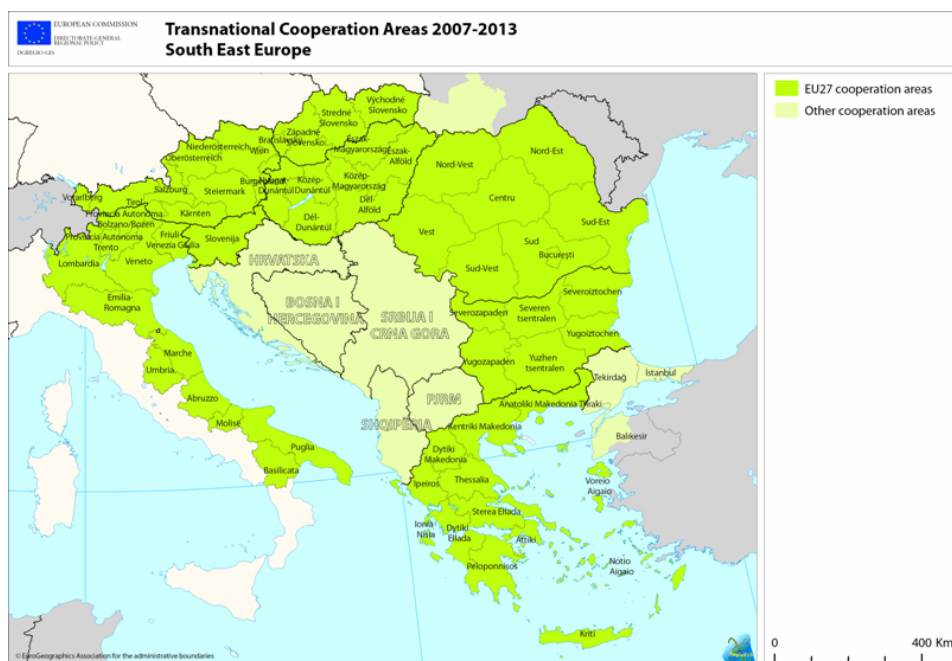 EUROPEAN COMMISSION
DIRECTORATE-GENERAL
REGIONAL POLICY
DGREGIO-GIS
Transnational Cooperation Areas 2007-2013
South East Europe
EU27 cooperation areas
Other cooperation areas
Východné
Slovensko
Stredné
Slovensko
Západné
Slovensko
Bratislavský
Niederösterreich
Wien
Oberösterreich
Észak-
Magyarország
Észak-
Alföld
Nord-Vest
Nord-Est
Salzburg
Steiermark
Közép-
Dunántúl
Közép-
Magyarország
Vorarlberg
Tirol
Kärnten
Dél-
Alföld
Dél-
Dunántúl
Centru
Provincia Autonoma
Bolzano/Bozen
Provincia Autonoma
Trento
Friuli-
Venezia Giulia
Slovenija
Vest
Sud-Est
Sud
Bucureşti
Lombardia
Veneto
HRVATSKA
Sud-Vest
Emilia-
Romagna
BOSNA I
HERCEGOVINA
SRBIJA I
CRNA GORA
Severozapaden
Severen
tsentralen
Severoiztochen
Yugoiztochen
Marche
Umbria
Yugozapaden
Yuzhen
tsentralen
Abruzzo
Molise
PJRM
SHQIPERIA
Tekirdağ
İstanbul
Anatoliki Makedonia Thraki
Kentriki Makedonia
Balıkesir
Puglia
Basilicata
Dytiki
Makedonia
Ipeiros
Thessalia
Voreio
Aigaio
Sterea Ellada
Ionia
Nisia
Dytiki
Ellada
Attiki
Peloponnisos
Notio
Aigaio
Kriti
© EuroGeographics Association for the administrative boundaries
0 400 Km